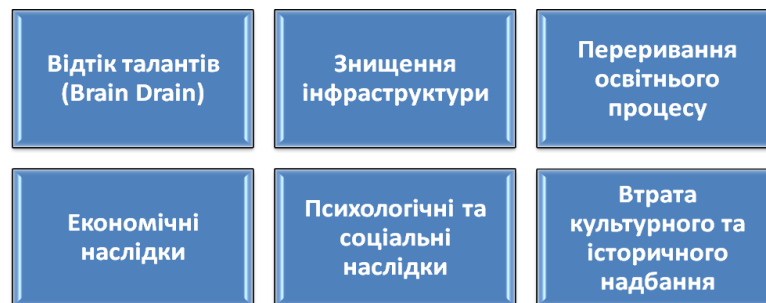 Відтік талантів
(Brain Drain)
Знищення
інфраструктури
Переривання
освітнього
процесу
Економічні
наслідки
Психологічні та
соціальні
наслідки
Втрата
культурного та
історичного
надбання